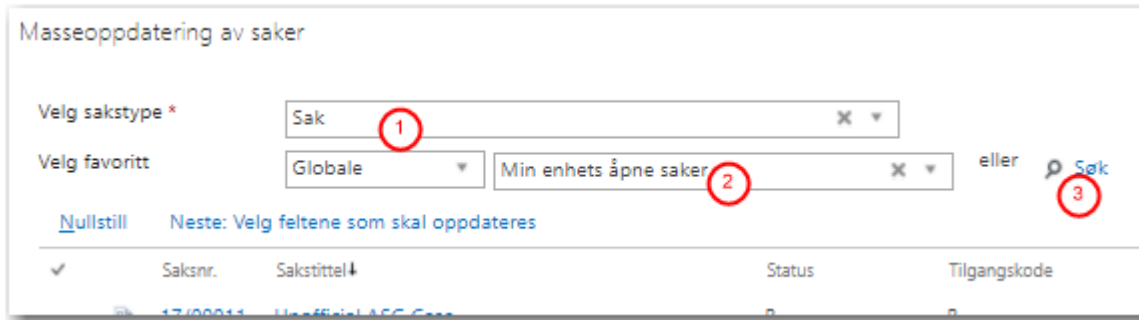 Masseoppdatering av saker
Velg sakstype * Sak 1
Velg favoritt Globale Min enhets åpne saker 2 eller Søk 3
Nullstill Neste: Velg feltene som skal oppdateres
Saksnr. Sakstittel Status Tilgangskode